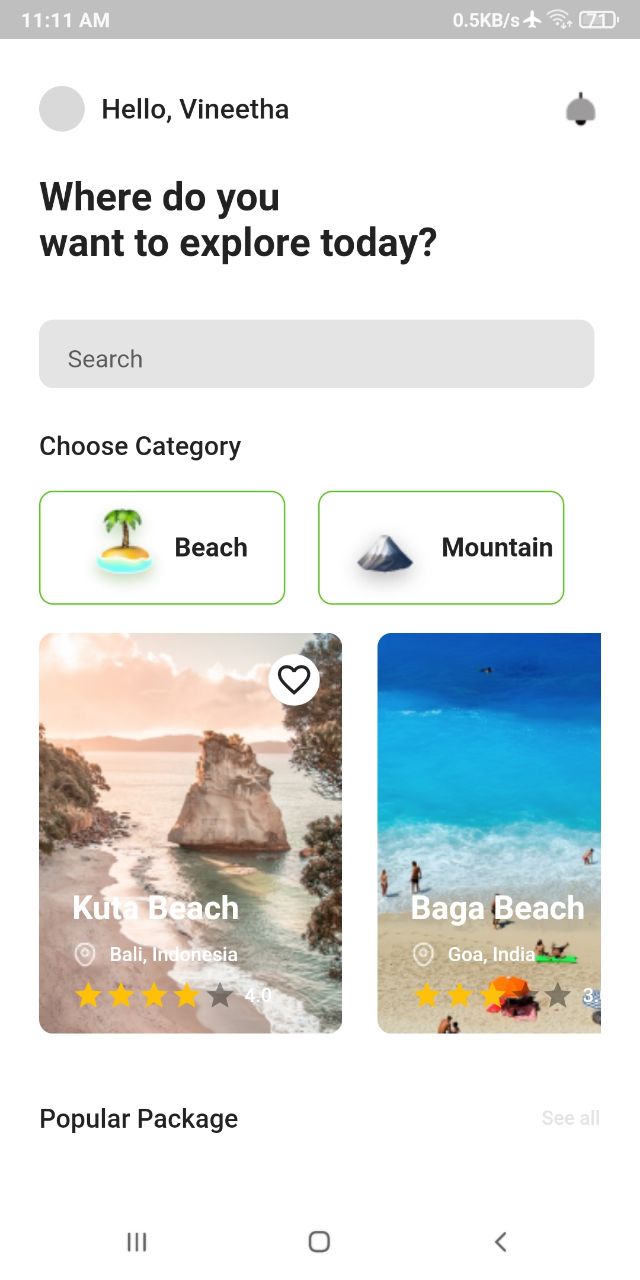 11:11 AM
0.5KB/s
71
Hello, Vineetha
Where do you
want to explore today?
Search
Choose Category
Beach
Mountain
Kuta Beach
Baga Beach
Bali, Indonesia
Goa, India
4.0
3.
Popular Package
See all